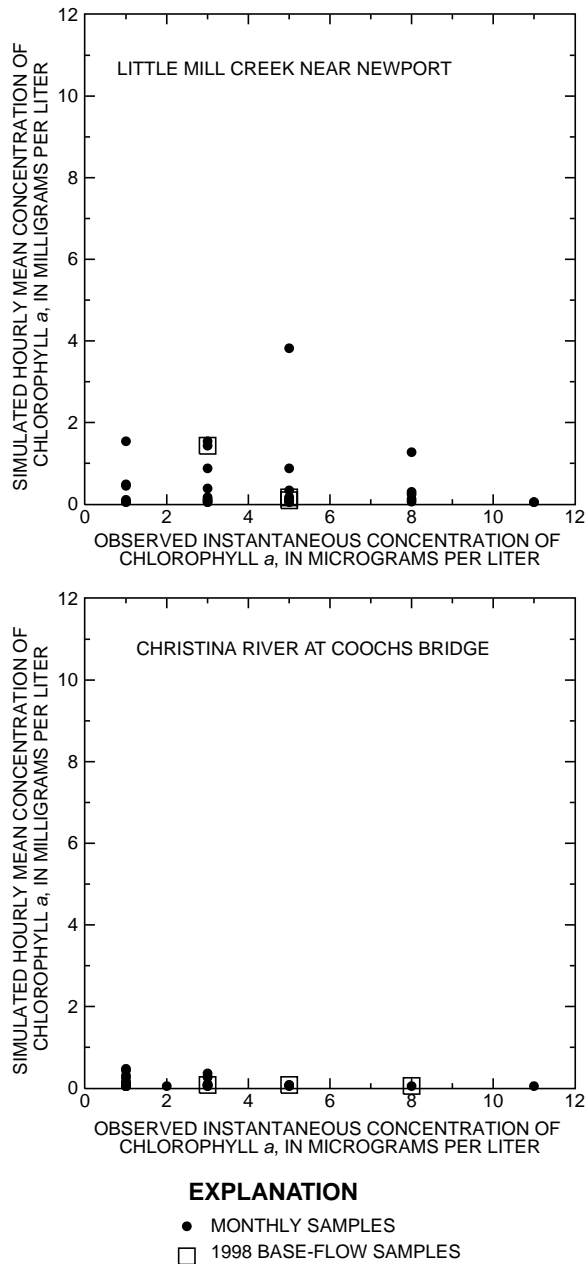 12
10
8
6
4
2
0
SIMULATED HOURLY MEAN CONCENTRATION OF
CHLOROPHYLL a, IN MILLIGRAMS PER LITER
LITTLE MILL CREEK NEAR NEWPORT
0 2 4 6 8 10 12
OBSERVED INSTANTANEOUS CONCENTRATION OF
CHLOROPHYLL a, IN MICROGRAMS PER LITER
12
10
8
6
4
2
0
SIMULATED HOURLY MEAN CONCENTRATION OF
CHLOROPHYLL a, IN MILLIGRAMS PER LITER
CHRISTINA RIVER AT COOCHS BRIDGE
0 2 4 6 8 10 12
OBSERVED INSTANTANEOUS CONCENTRATION OF
CHLOROPHYLL a, IN MICROGRAMS PER LITER
EXPLANATION
MONTHLY SAMPLES
1998 BASE-FLOW SAMPLES